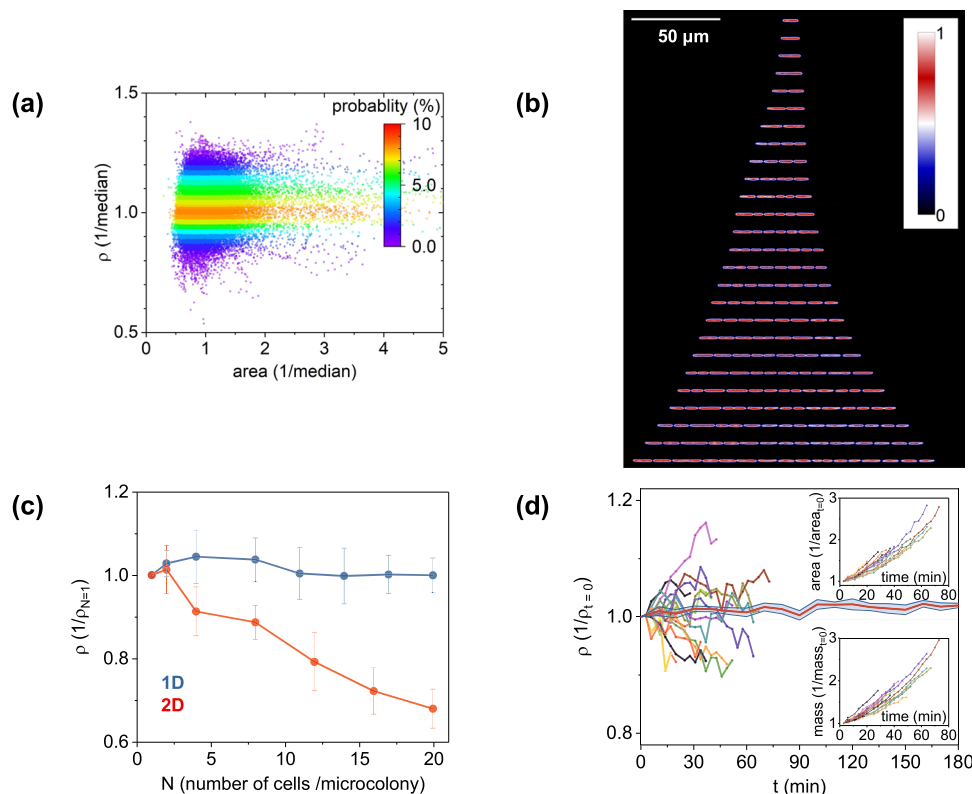 (a)
1.5
1.0
0.5
ρ (1/median)
0
1
2
3
4
5
area (1/median)
probablity (%)
10
5.0
0.0
(b)
50 μm
1
0
(c)
1.2
1.0
0.8
0.6
ρ (1/ρN=1)
1D
2D
0
5
10
15
20
N (number of cells /microcolony)
(d)
1.2
1.0
0.8
ρ (1/ρt = 0)
0
30
60
90
120
150
180
t (min)
3
2
1
area (1/areat=0)
time (min)
0
20
40
60
80
3
2
1
mass (1/masst=0)
time (min)
0
20
40
60
80